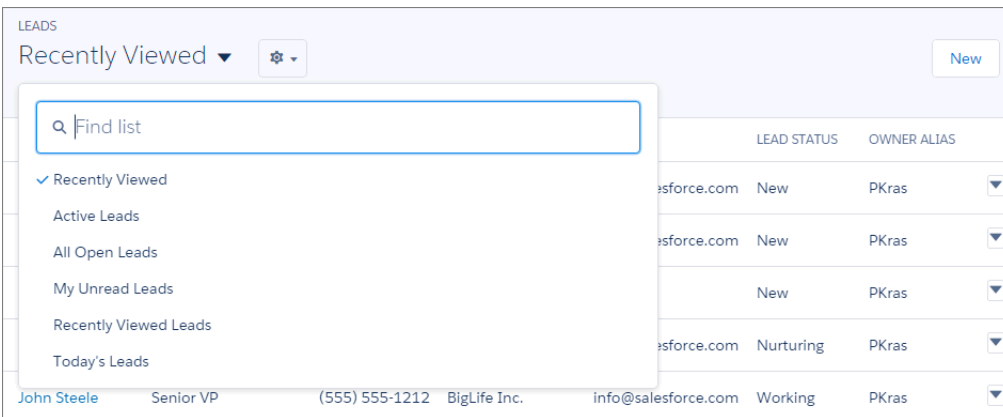 LEADS
Recently Viewed
New
Find list
LEAD STATUS OWNER ALIAS
Recently Viewed
esforce.com New PKras
Active Leads
esforce.com New PKras
All Open Leads
My Unread Leads
New PKras
Recently Viewed Leads
esforce.com Nurturing PKras
Today's Leads
John Steele Senior VP (555) 555-1212 BigLife Inc. info@salesforce.com Working PKras